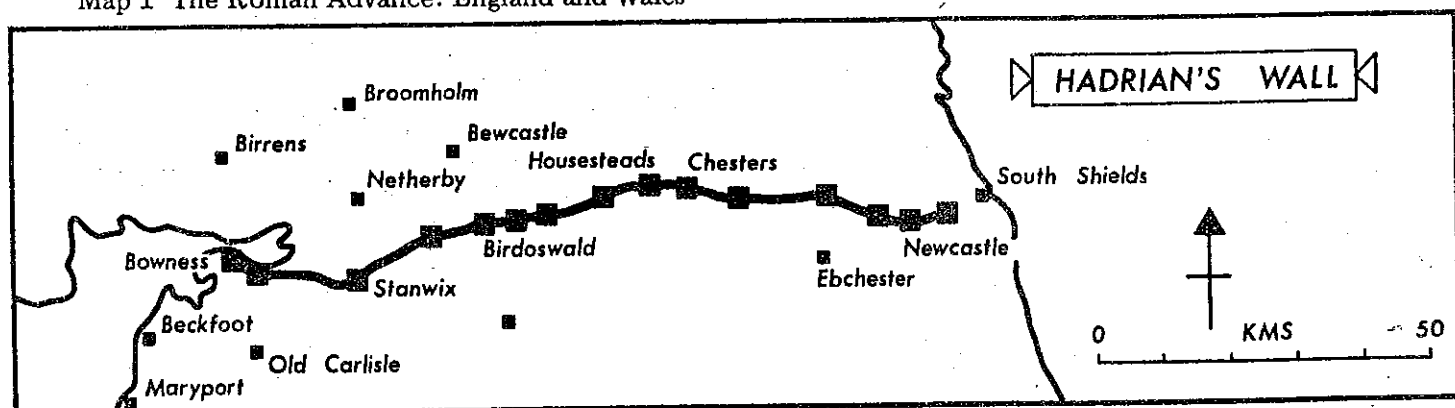 Map 1 The Roman Advance: England and Wales
HADRIAN'S WALL
Broomholm
Birrens
Bewcastle
Housesteads
Chesters
Netherby
South Shields
Birdoswald
Newcastle
Bowness
Stanwix
Ebchester
Beckfoot
Old Carlisle
Maryport
0 KMS 50